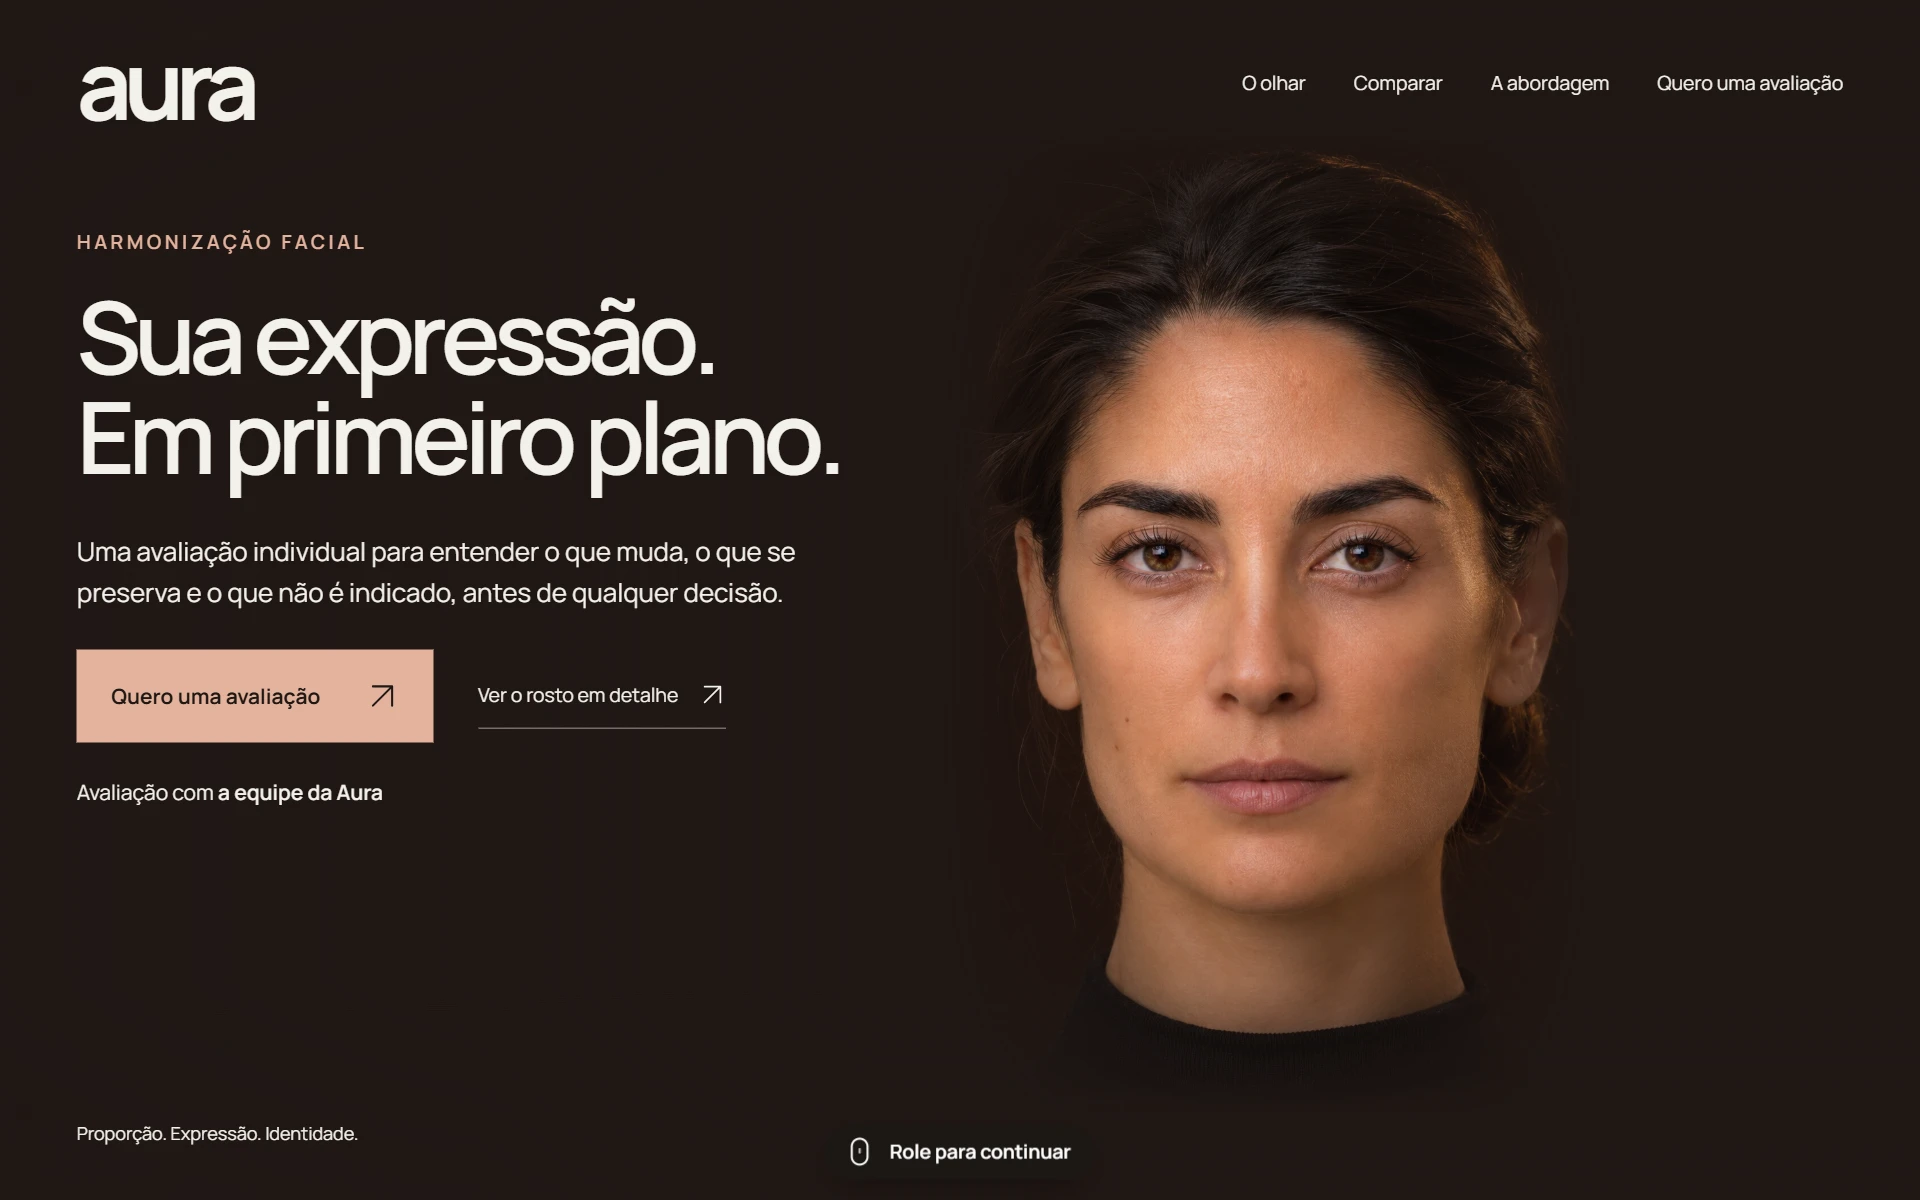 aura
O olhar
Comparar
A abordagem
Quero uma avaliação
HARMONIZAÇÃO FACIAL
Sua expressão.
Em primeiro plano.
Uma avaliação individual para entender o que muda, o que se
preserva e o que não é indicado, antes de qualquer decisão.
Quero uma avaliação
Ver o rosto em detalhe
Avaliação com a equipe da Aura
Proporção. Expressão. Identidade.
Role para continuar